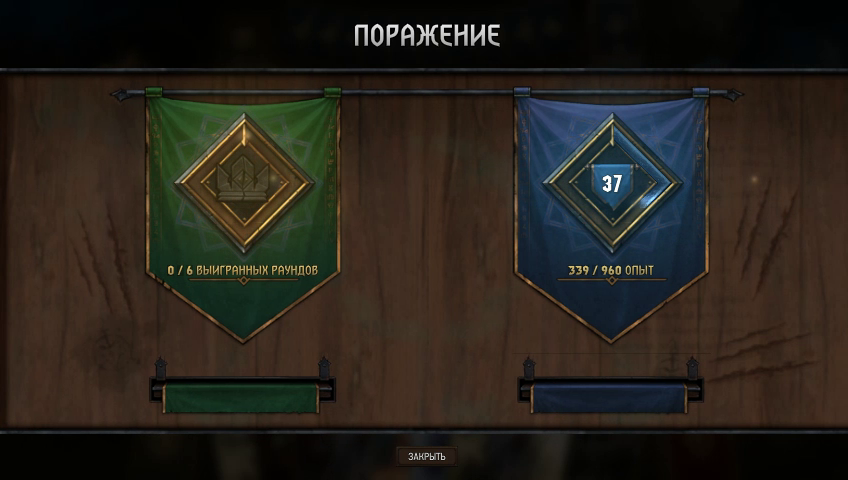 ПОРАЖЕНИЕ
37
0 / 6 ВЫИГРАННЫХ РАУНДОВ
339 / 960 ОПЫТ
ЗАКРЫТЬ